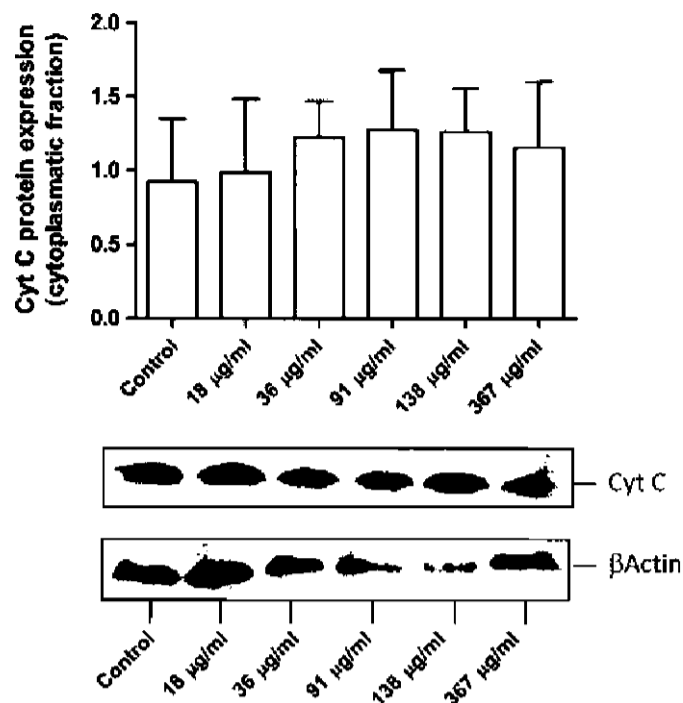 Cyt C protein expression
(cytoplasmatic fraction)
2.0
1.5
1.0
0.5
0.0
Control
18 µg/ml
36 µg/ml
91 µg/ml
138 µg/ml
367 µg/ml
Cyt C
βActin
Control
18 µg/ml
36 µg/ml
91 µg/ml
138 µg/ml
367 µg/ml